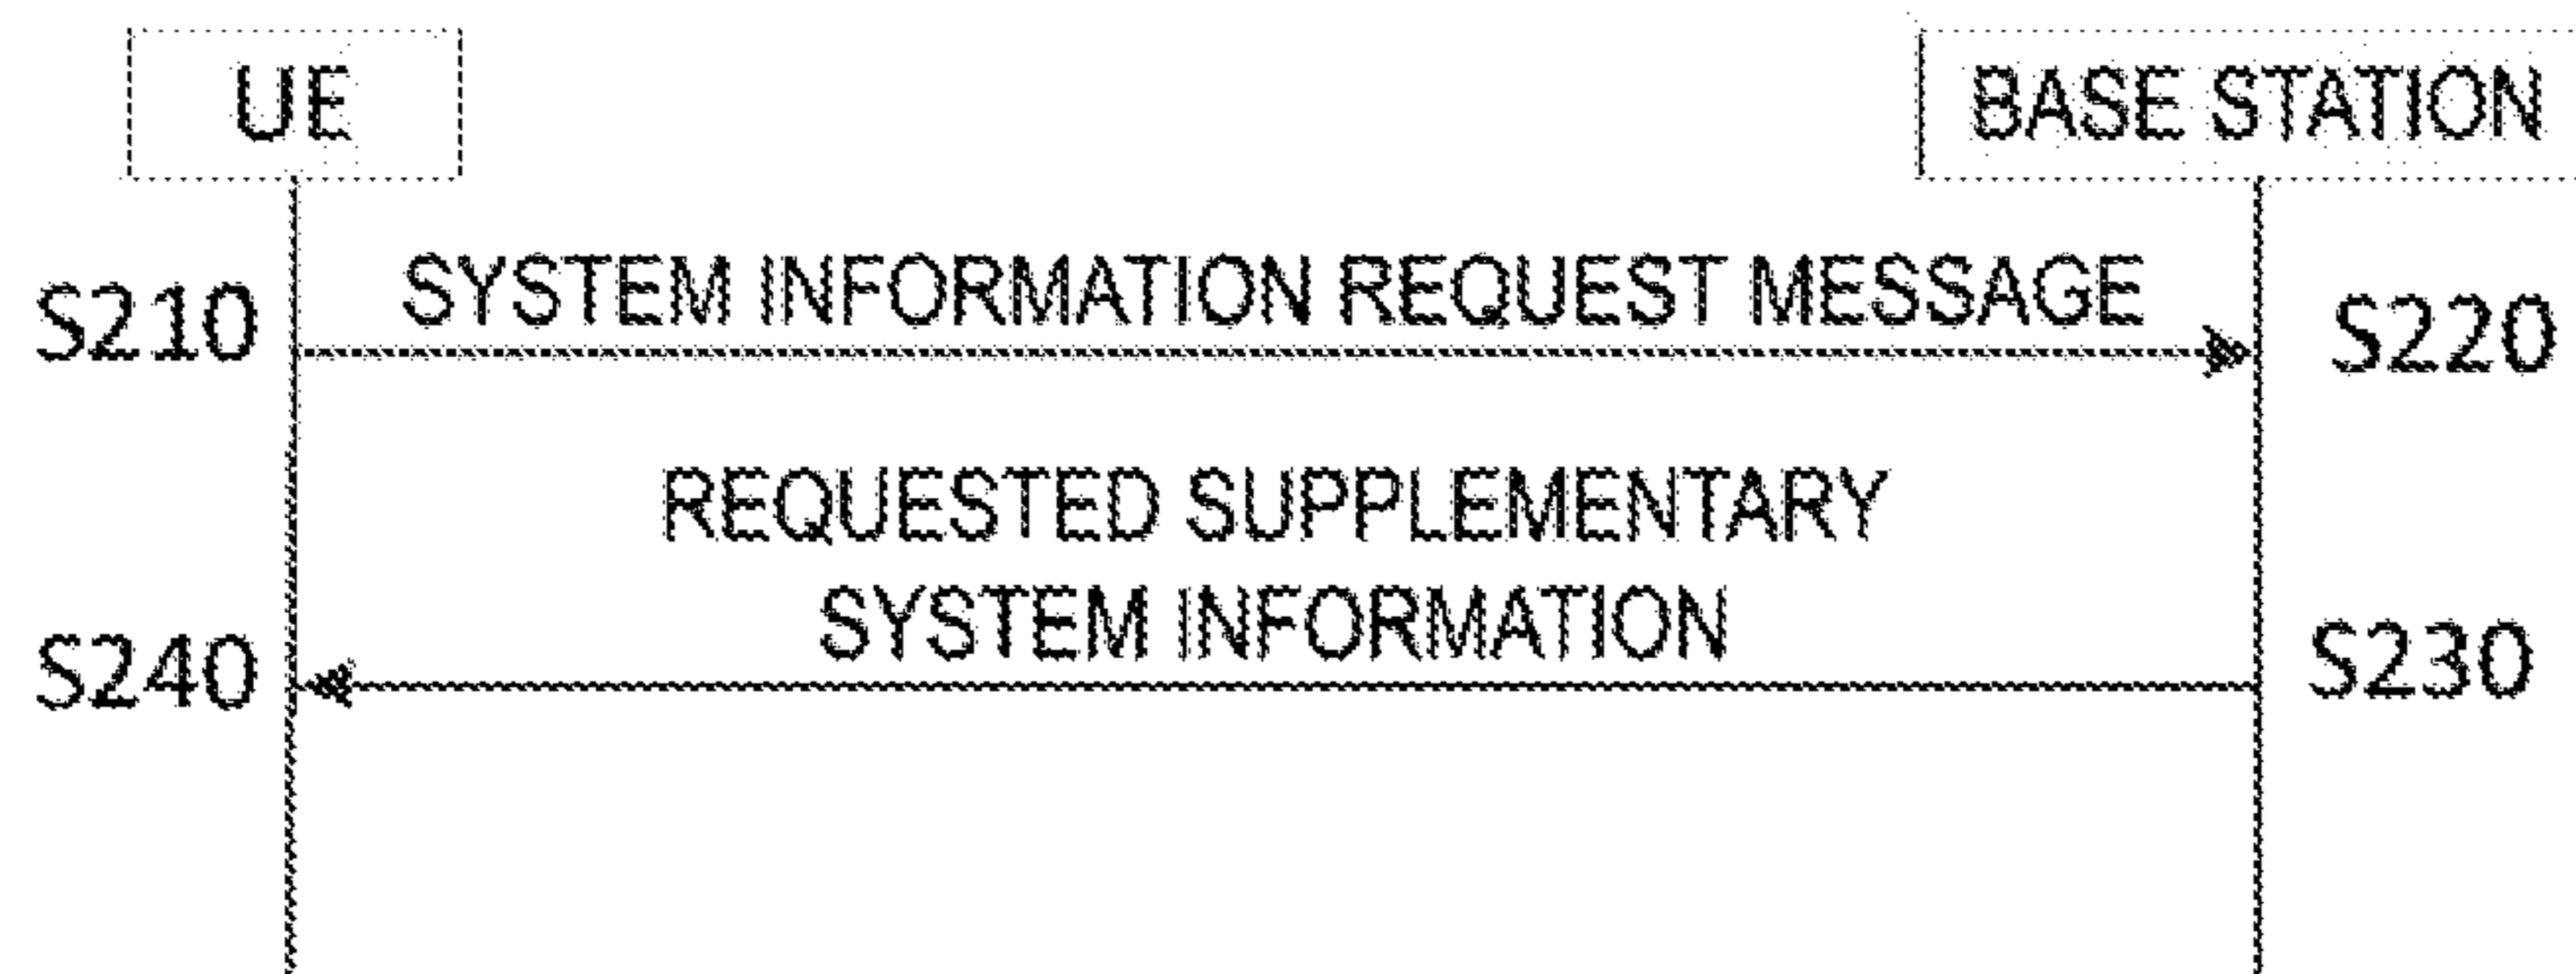 UE
BASE STATION
SYSTEM INFORMATION REQUEST MESSAGE
S210
S220
REQUESTED SUPPLEMENTARY
SYSTEM INFORMATION
S240
S230